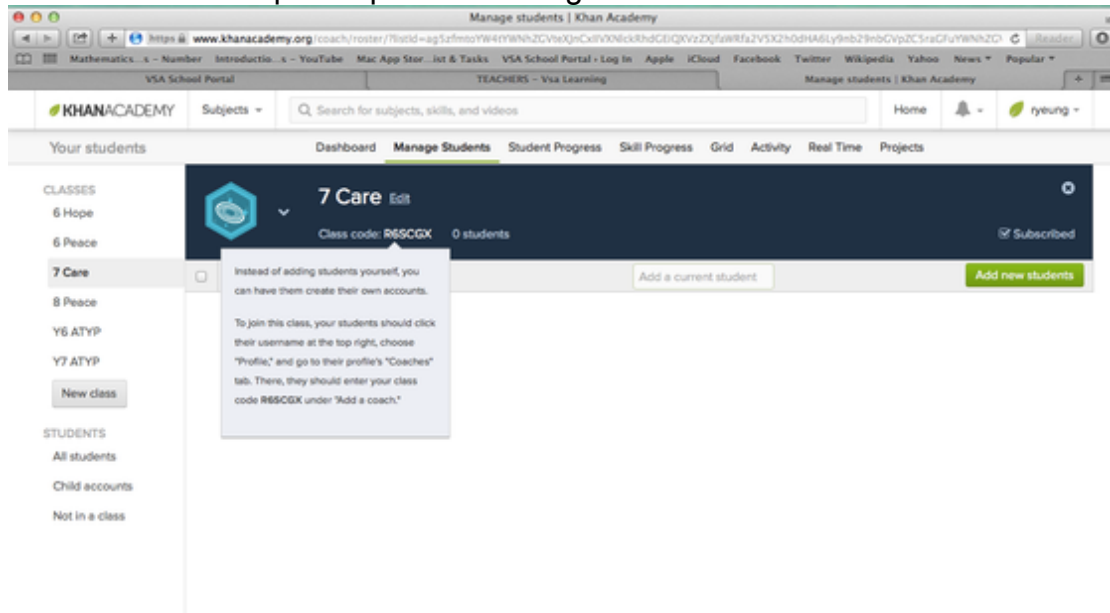 Manage students | Khan Academy
https www.khanacademy.org/coach/roster/?listId=
Mathematics...s - Number Introductio...s - YouTube Mac App Stor...ist & Tasks VSA School Portal - Log In Apple iCloud Facebook Twitter Wikipedia Yahoo News Popular
Reader
VSA School Portal TEACHERS - Vsa Learning Manage students | Khan Academy
KHANACADEMY Subjects Search for subjects, skills, and videos Home ryeung
Your students Dashboard Manage Students Student Progress Skill Progress Grid Activity Real Time Projects
CLASSES
6 Hope
6 Peace
7 Care
8 Peace
Y6 ATYP
Y7 ATYP
New class
STUDENTS
All students
Child accounts
Not in a class
7 Care Edit
Class code: R6SCGX 0 students Subscribed
Add a current student Add new students
Instead of adding students yourself, you
can have them create their own accounts.
To join this class, your students should click
their username at the top right, choose
"Profile," and go to their profile's "Coaches"
tab. There, they should enter your class
code R6SCGX under "Add a coach."